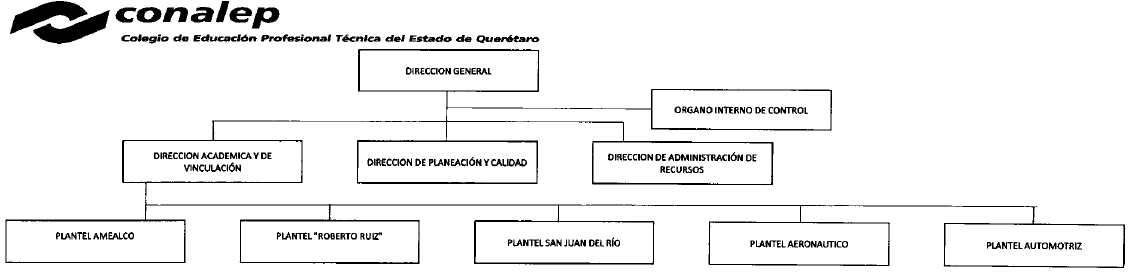 conalep
Colegio de Educación Profesional Técnica del Estado de Querétaro
DIRECCION GENERAL
ORGANO INTERNO DE CONTROL
DIRECCION ACADEMICA Y DE
VINCULACIÓN
DIRECCION DE PLANEACIÓN Y CALIDAD
DIRECCION DE ADMINISTRACIÓN DE
RECURSOS
PLANTEL AMEALCO
PLANTEL "ROBERTO RUIZ"
PLANTEL SAN JUAN DEL RÍO
PLANTEL AERONAUTICO
PLANTEL AUTOMOTRIZ